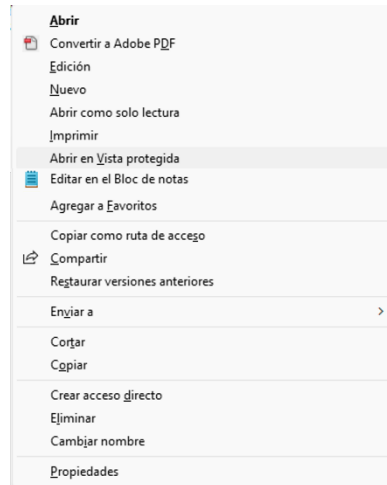 Abrir
Convertir a Adobe PDF
Edición
Nuevo
Abrir como solo lectura
Imprimir
Abrir en Vista protegida
Editar en el Bloc de notas
Agregar a Favoritos
Copiar como ruta de acceso
Compartir
Restaurar versiones anteriores
Enviar a
Cortar
Copiar
Crear acceso directo
Eliminar
Cambiar nombre
Propiedades